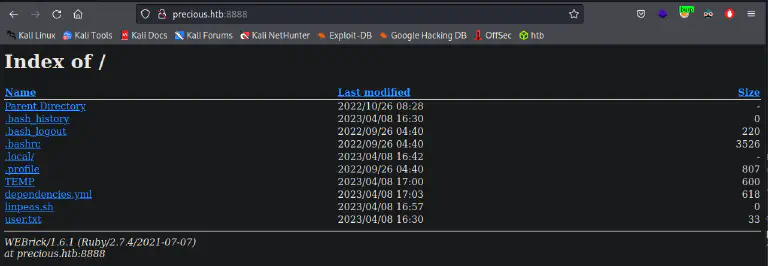 precious.htb:8888
Kali Linux Kali Tools Kali Docs Kali Forums Kali NetHunter Exploit-DB Google Hacking DB OffSec htb
Index of /
Name Last modified Size
Parent Directory 2022/10/26 08:28 -
.bash_history 2023/04/08 16:30 0
.bash_logout 2022/09/26 04:40 220
.bashrc 2022/09/26 04:40 3526
.local/ 2023/04/08 16:42 -
.profile 2022/09/26 04:40 807
TEMP 2023/04/08 17:00 600
dependencies.yml 2023/04/08 17:03 618
linpeas.sh 2023/04/08 16:57 0
user.txt 2023/04/08 16:30 33
WEBrick/1.6.1 (Ruby/2.7.4/2021-07-07)
at precious.htb:8888